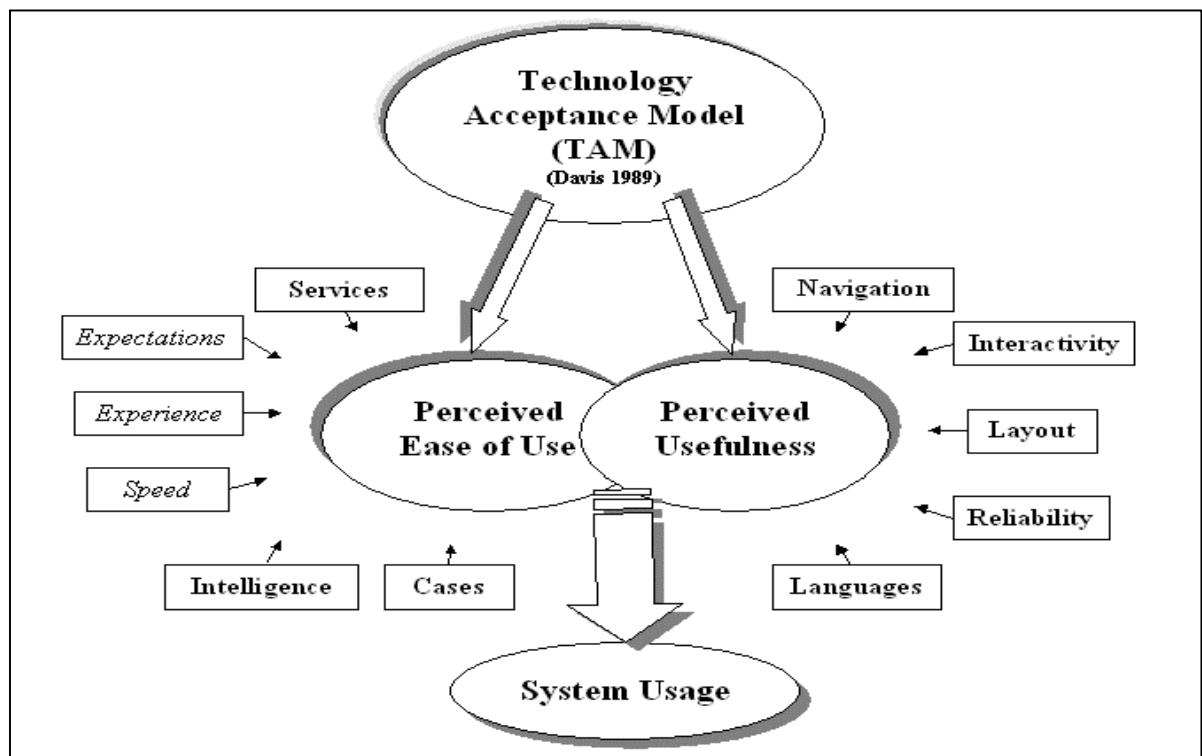 Technology
Acceptance Model
(TAM)
(Davis 1989)
Services
Navigation
Expectations
Interactivity
Experience
Perceived
Ease of Use
Perceived
Usefulness
Layout
Speed
Reliability
Intelligence
Cases
Languages
System Usage